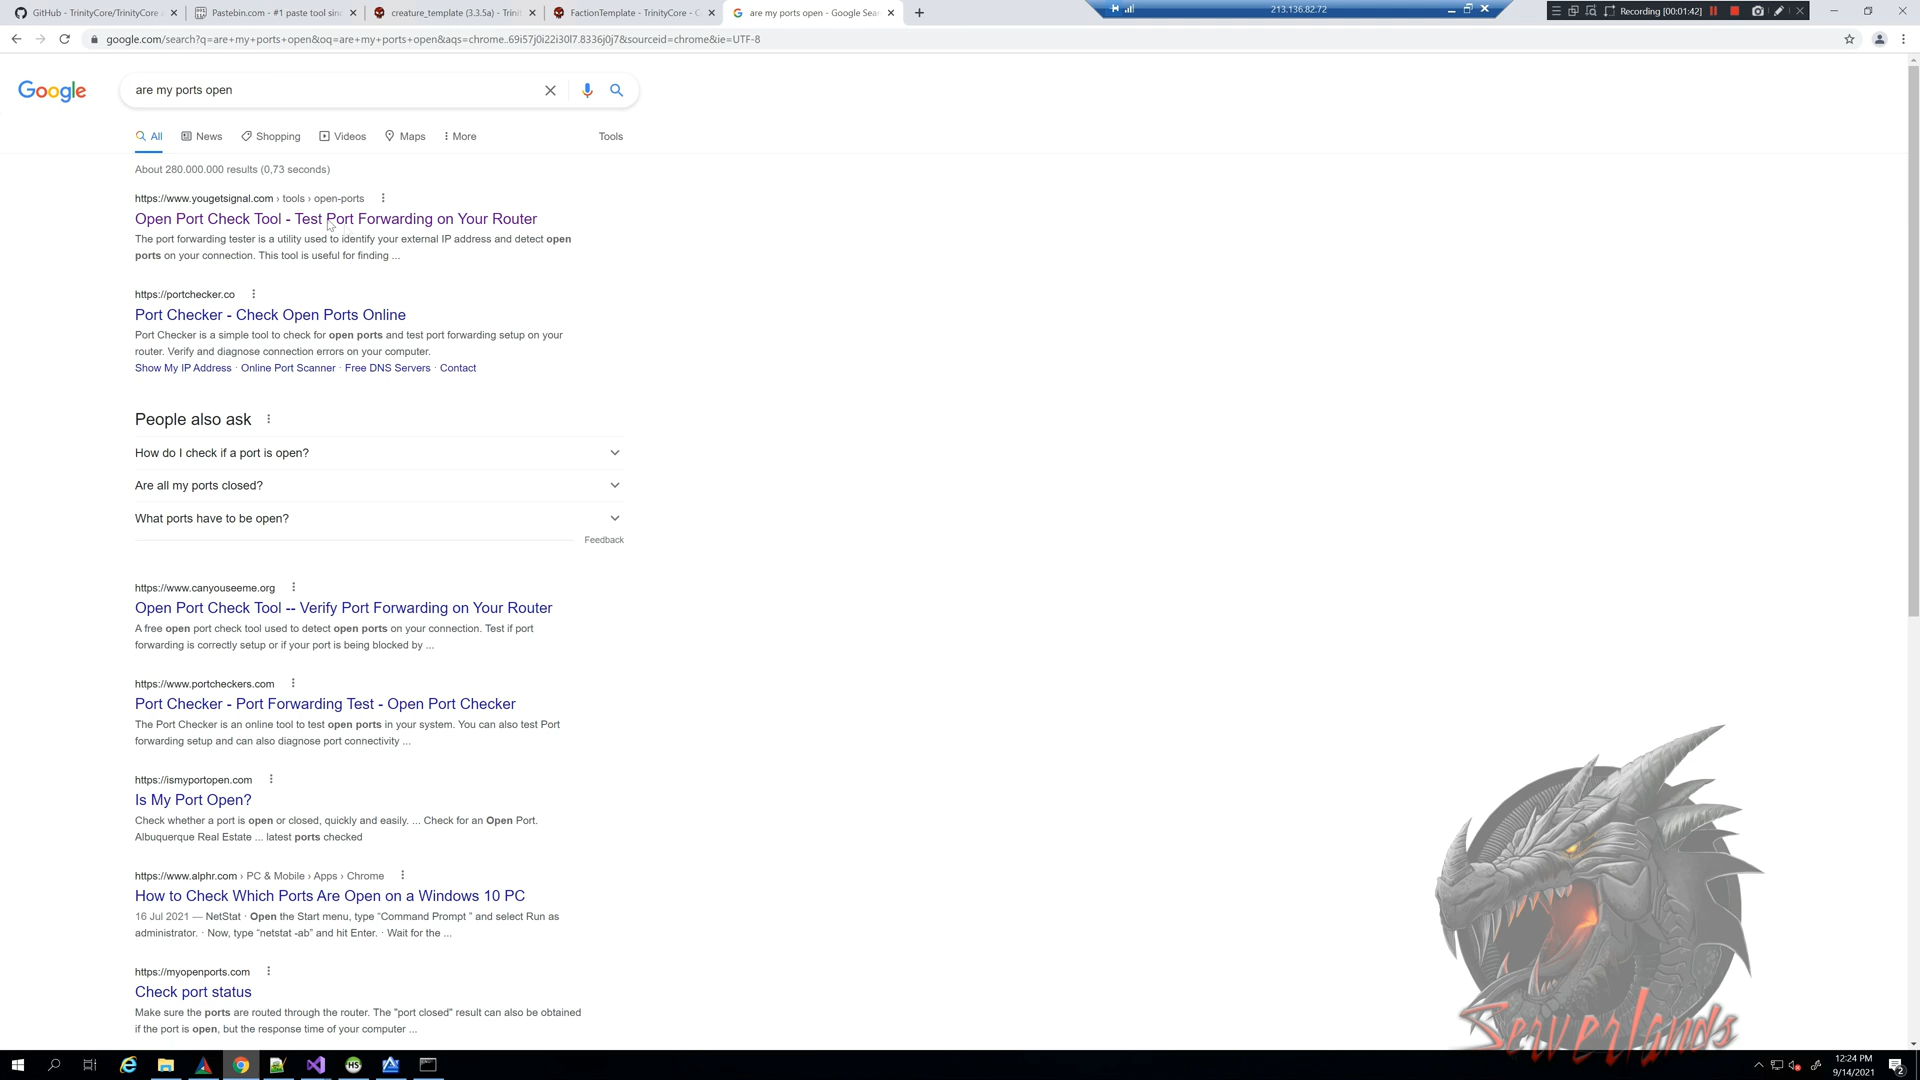 GitHub - TrinityCore/TrinityCore
Pastebin.com - #1 paste tool sinc
creature_template (3.3.5a) - Trinit
FactionTemplate - TrinityCore - C
are my ports open - Google Sear
213.136.82.72
Recording [00:01:42]
google.com/search?q=are+my+ports+open&oq=are+my+ports+open&aqs=chrome..69i57j0i22i30l7.8336j0j7&sourceid=chrome&ie=UTF-8
Google
are my ports open
All
News
Shopping
Videos
Maps
More
Tools
About 280.000.000 results (0,73 seconds)
https://www.yougetsignal.com › tools › open-ports
Open Port Check Tool - Test Port Forwarding on Your Router
The port forwarding tester is a utility used to identify your external IP address and detect open
ports on your connection. This tool is useful for finding ...
https://portchecker.co
Port Checker - Check Open Ports Online
Port Checker is a simple tool to check for open ports and test port forwarding setup on your
router. Verify and diagnose connection errors on your computer.
Show My IP Address · Online Port Scanner · Free DNS Servers · Contact
People also ask
How do I check if a port is open?
Are all my ports closed?
What ports have to be open?
Feedback
https://www.canyouseeme.org
Open Port Check Tool -- Verify Port Forwarding on Your Router
A free open port check tool used to detect open ports on your connection. Test if port
forwarding is correctly setup or if your port is being blocked by ...
https://www.portcheckers.com
Port Checker - Port Forwarding Test - Open Port Checker
The Port Checker is an online tool to test open ports in your system. You can also test Port
forwarding setup and can also diagnose port connectivity ...
https://ismyportopen.com
Is My Port Open?
Check whether a port is open or closed, quickly and easily. ... Check for an Open Port.
Albuquerque Real Estate ... latest ports checked
https://www.alphr.com › PC & Mobile › Apps › Chrome
How to Check Which Ports Are Open on a Windows 10 PC
16 Jul 2021 — NetStat · Open the Start menu, type “Command Prompt ” and select Run as
administrator. · Now, type “netstat -ab” and hit Enter. · Wait for the ...
https://myopenports.com
Check port status
Make sure the ports are routed through the router. The "port closed" result can also be obtained
if the port is open, but the response time of your computer ...
Serverlands
HS
12:24 PM
9/14/2021
2